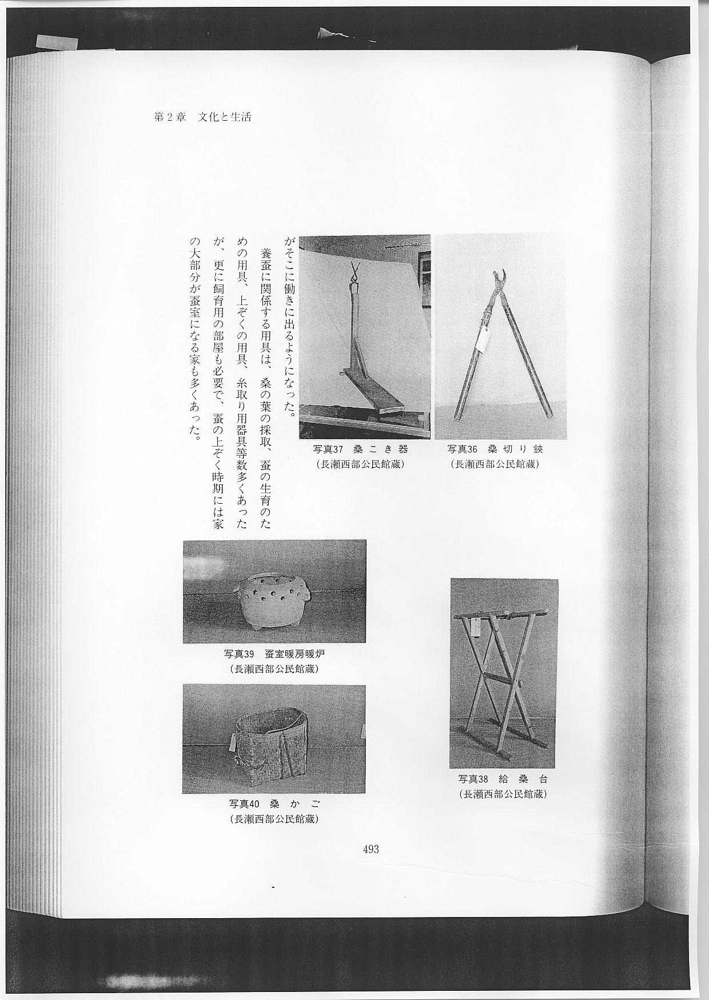 第2章　文化と生活
写真36　桑切り鋏
（長瀬西部公民館蔵）
写真37　桑こき器
（長瀬西部公民館蔵）
がそこに働きに出るようになった。
　養蚕に関係する用具は、桑の葉の採取、蚕の生育のた
めの用具、上ぞくの用具、糸取り用器具等数多くあった
が、更に飼育用の部屋も必要で、蚕の上ぞく時期には家
の大部分が蚕室になる家も多くあった。
写真38　給桑台
（長瀬西部公民館蔵）
写真39　蚕室暖房暖炉
（長瀬西部公民館蔵）
写真40　桑かご
（長瀬西部公民館蔵）
493